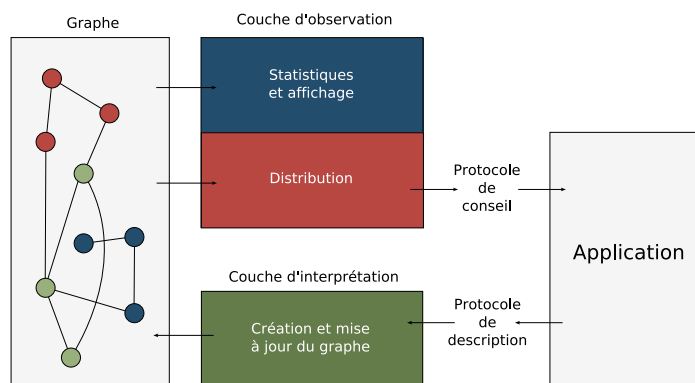 Graphe
Couche d'observation
Statistiques
et affichage
Distribution
Protocole
de
conseil
Application
Couche d'interprétation
Création et mise
à jour du graphe
Protocole
de
description